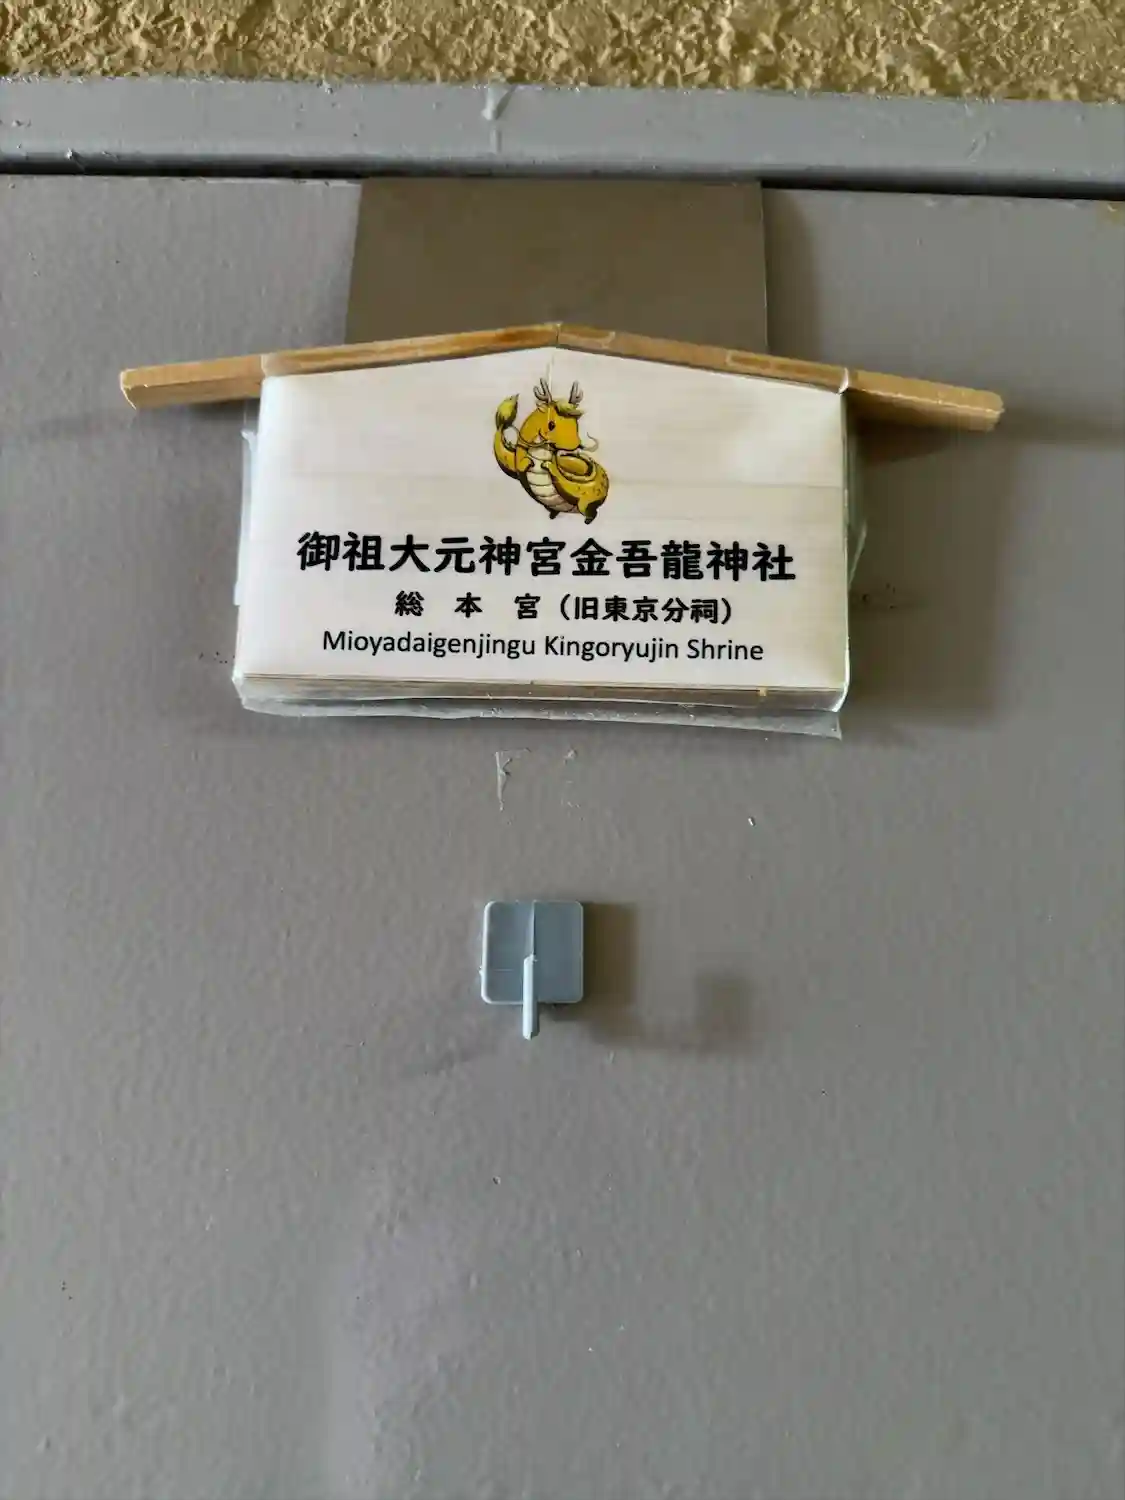 御祖大元神宮金吾龍神社
総 本 宮（旧東京分祠）
Mioyadaigenjingu Kingoryujin Shrine